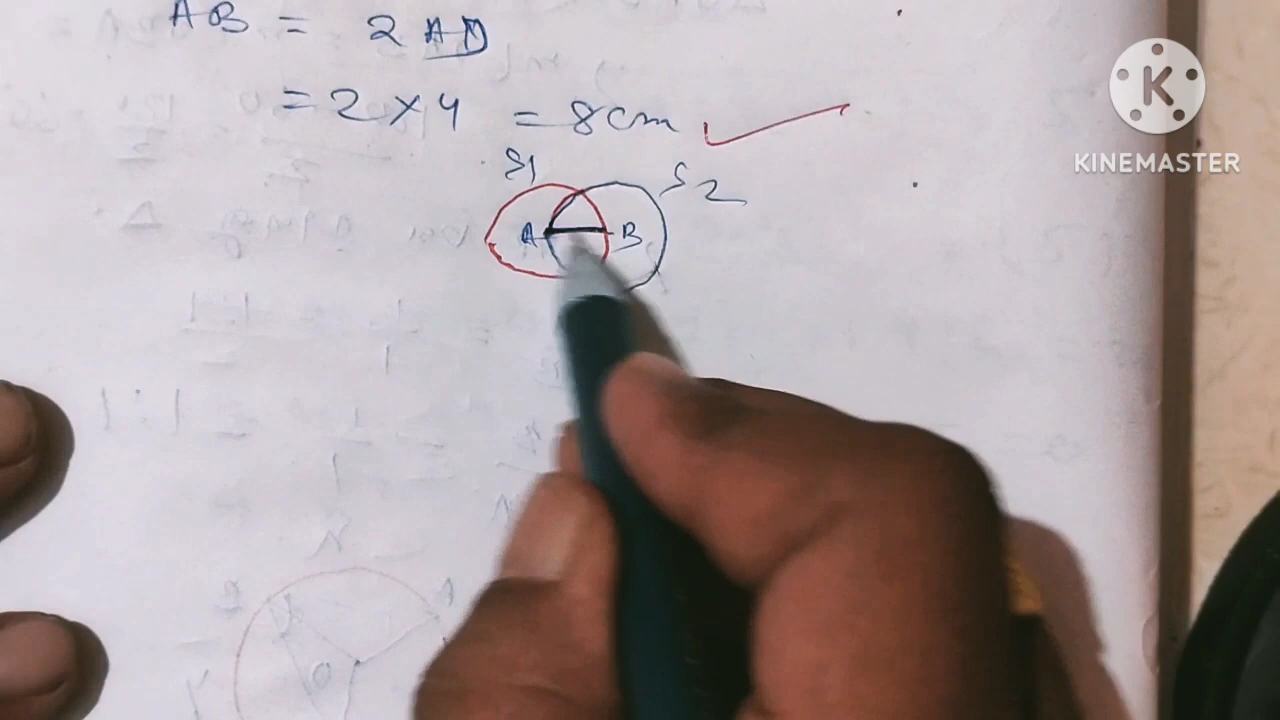 AB = 2 AD
= 2 × 4 = 8 cm
S1
S2
A B
K
KINEMASTER